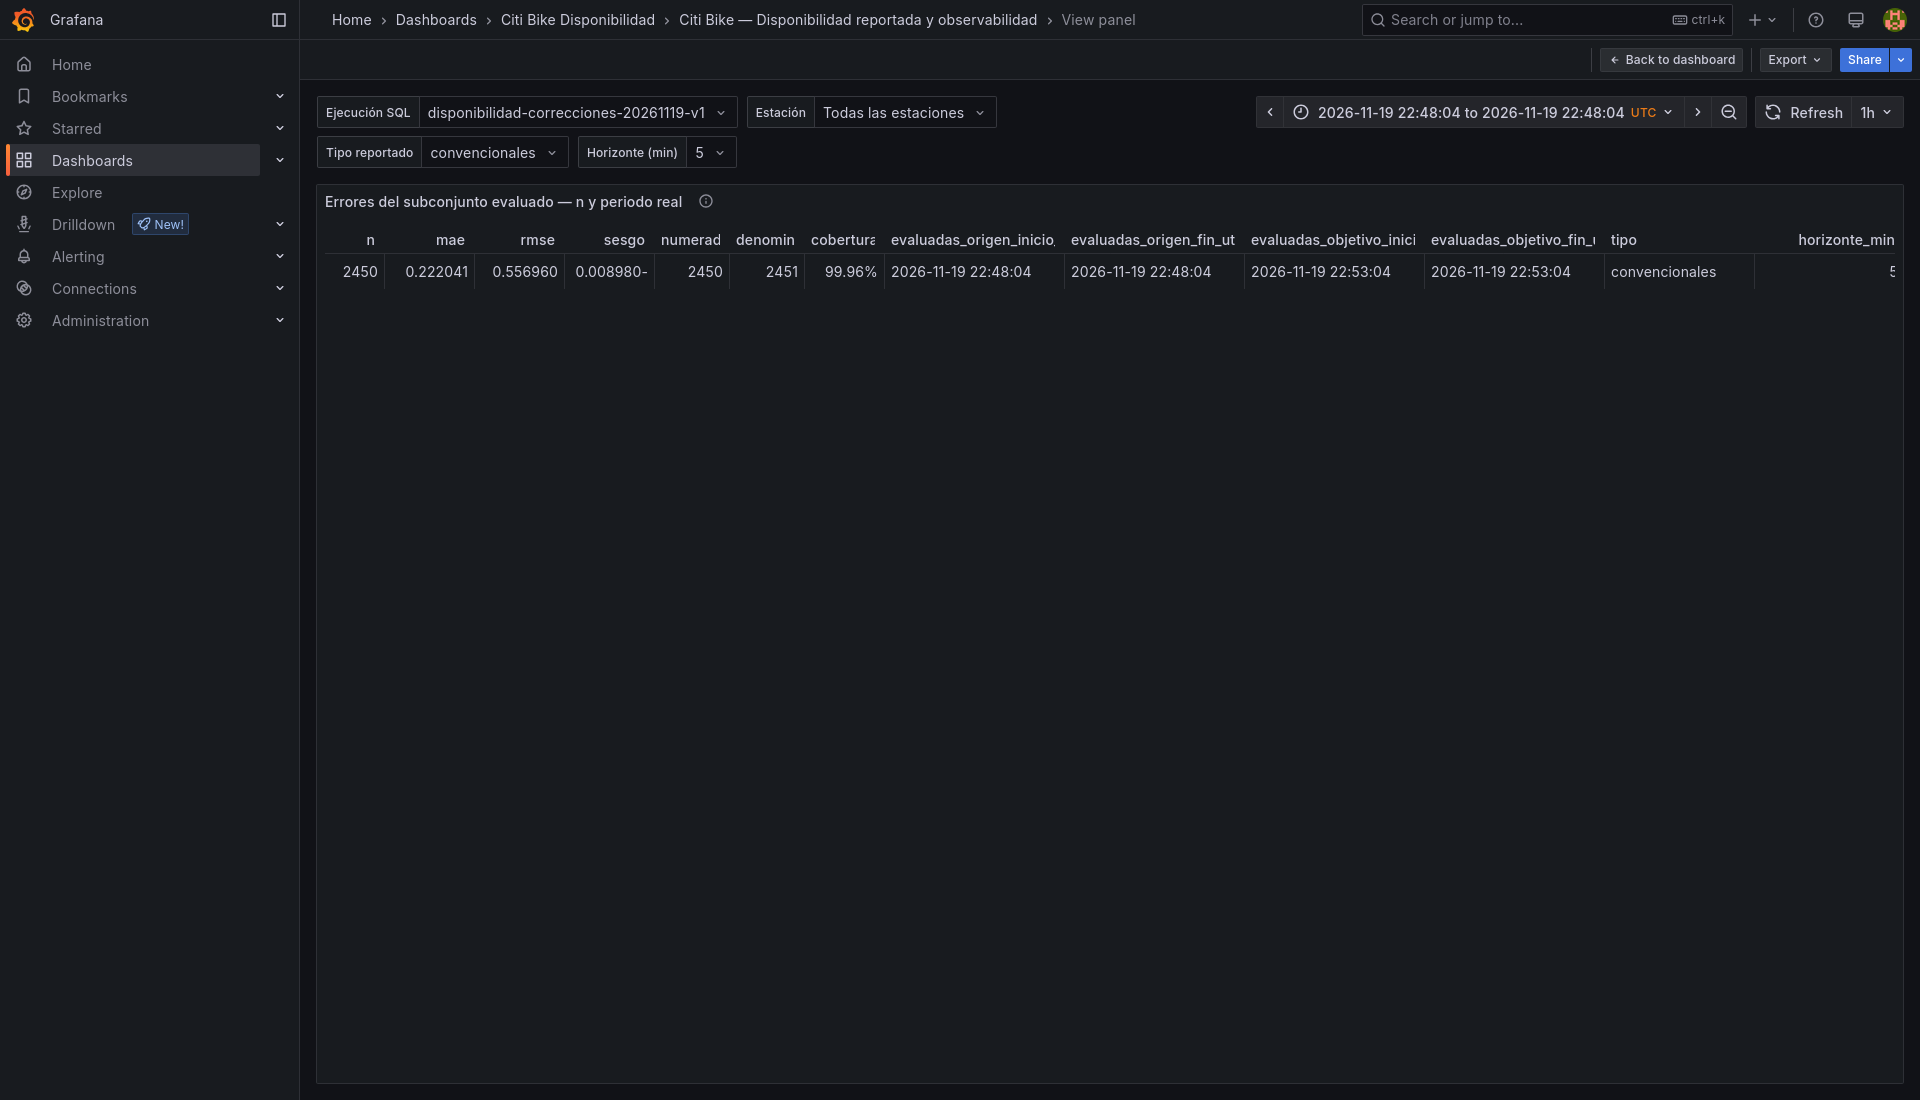 Grafana
Home › Dashboards › Citi Bike Disponibilidad › Citi Bike — Disponibilidad reportada y observabilidad › View panel
Search or jump to...
ctrl+k
Back to dashboard
Export
Share
Home
Bookmarks
Starred
Dashboards
Explore
Drilldown
New!
Alerting
Connections
Administration
Ejecución SQL
disponibilidad-correcciones-20261119-v1
Estación
Todas las estaciones
2026-11-19 22:48:04 to 2026-11-19 22:48:04 UTC
Refresh
1h
Tipo reportado
convencionales
Horizonte (min)
5
Errores del subconjunto evaluado — n y periodo real
n mae rmse sesgo numerad denomin cobertura evaluadas_origen_inicio_ evaluadas_origen_fin_ut evaluadas_objetivo_inici evaluadas_objetivo_fin_u tipo horizonte_min
2450 0.222041 0.556960 0.008980- 2450 2451 99.96% 2026-11-19 22:48:04 2026-11-19 22:48:04 2026-11-19 22:53:04 2026-11-19 22:53:04 convencionales 5